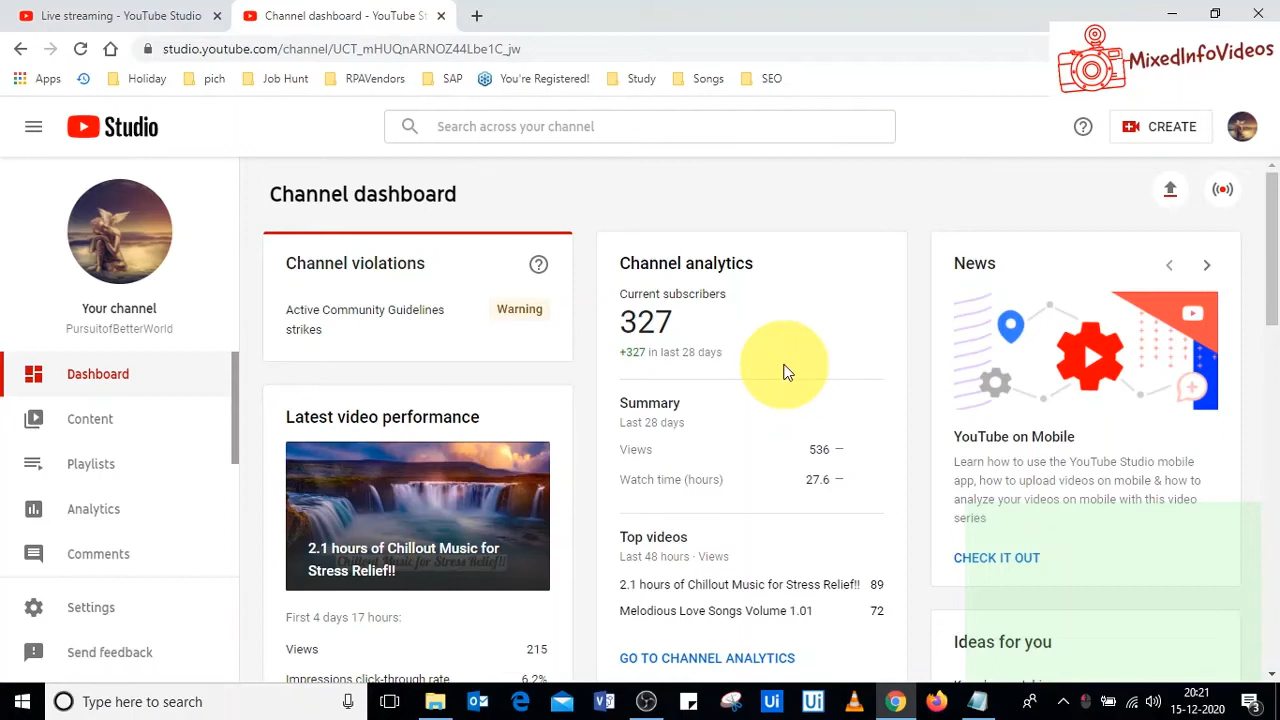 Live streaming - YouTube Studio
Channel dashboard - Violations St
studio.youtube.com/channel/UCT_mHUQnARNOZ44Lbe1C_jw
MixedInfoVideos
Apps
Holiday
pich
Job Hunt
RPAVendors
SAP
You're Registered!
Study
Songs
SEO
Studio
Search across your channel
CREATE
Channel dashboard
Your channel
PursuitofBetterWorld
Dashboard
Content
Playlists
Analytics
Comments
Settings
Send feedback
Channel violations
Active Community Guidelines
strikes
Warning
Latest video performance
2.1 hours of Chillout Music for
Stress Relief!!
First 4 days 17 hours:
Views 215
Impressions click-through rate 6.2%
Channel analytics
Current subscribers
327
+327 in last 28 days
Summary
Last 28 days
Views 536 —
Watch time (hours) 27.6 —
Top videos
Last 48 hours · Views
2.1 hours of Chillout Music for Stress Relief!! 89
Melodious Love Songs Volume 1.01 72
GO TO CHANNEL ANALYTICS
News
YouTube on Mobile
Learn how to use the YouTube Studio mobile
app, how to upload videos on mobile & how to
analyze your videos on mobile with this video
series
CHECK IT OUT
Ideas for you
Type here to search
Ui
Ui
20:21
15-12-2020